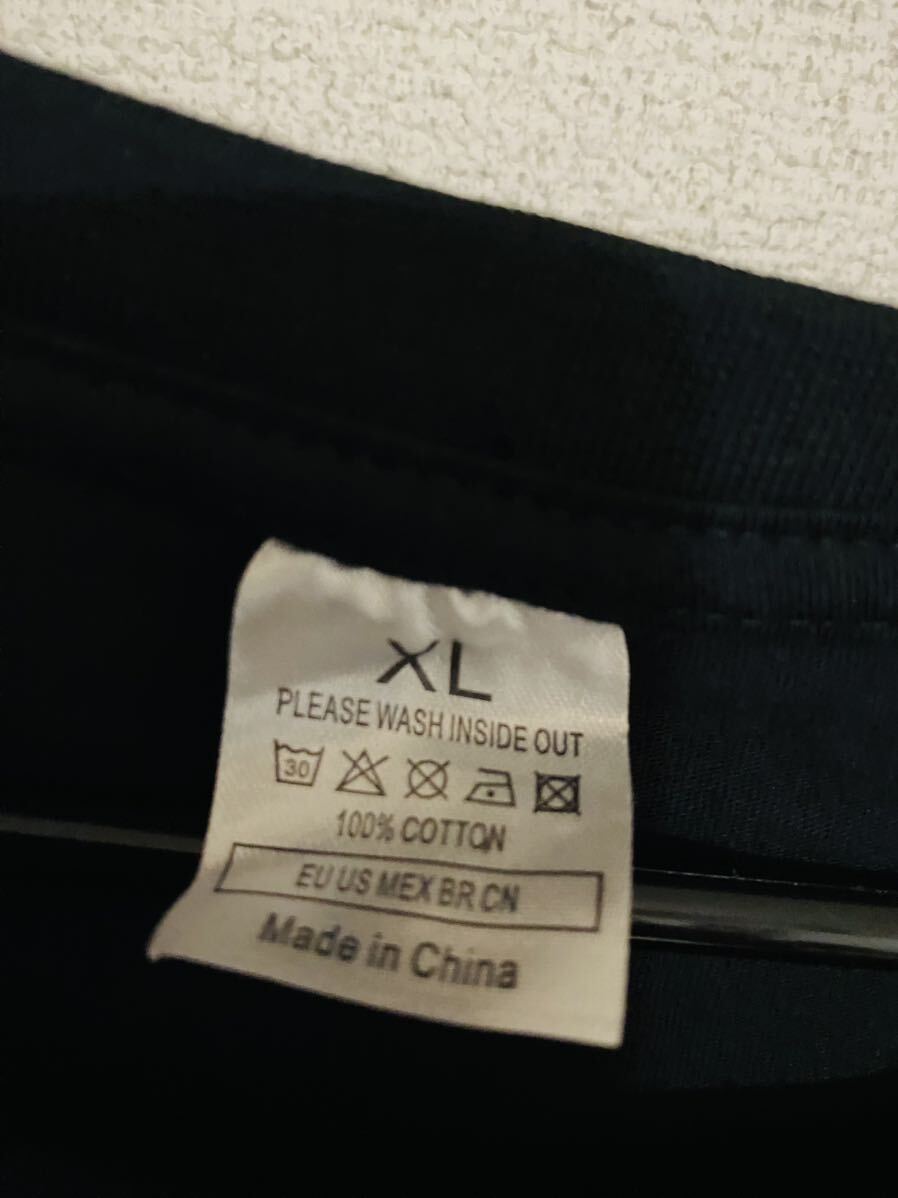 XL
PLEASE WASH INSIDE OUT
30
100% COTTON
EU US MEX BR CN
Made in China